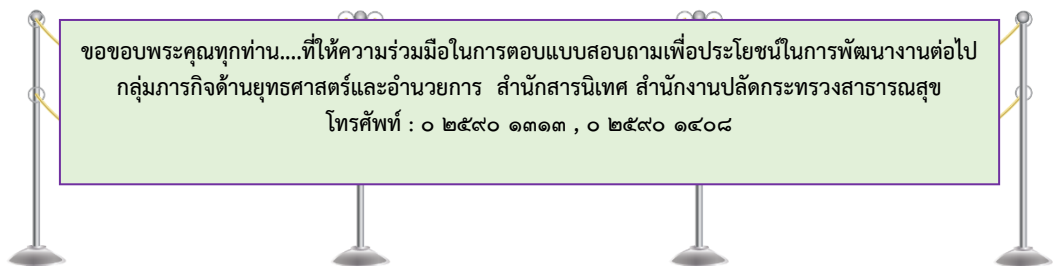 ขอขอบพระคุณทุกท่าน....ที่ให้ความร่วมมือในการตอบแบบสอบถามเพื่อประโยชน์ในการพัฒนางานต่อไป
กลุ่มภารกิจด้านยุทธศาสตร์และอำนวยการ สำนักสารนิเทศ สำนักงานปลัดกระทรวงสาธารณสุข
โทรศัพท์ : ๐ ๒๕๙๐ ๑๓๑๓ , ๐ ๒๕๙๐ ๑๔๐๘